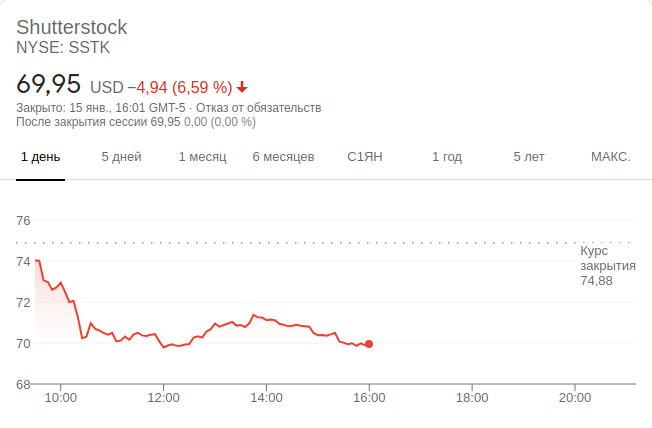 Shutterstock
NYSE: SSTK
69,95 USD −4,94 (6,59 %)
Закрыто: 15 янв., 16:01 GMT-5 · Отказ от обязательств
После закрытия сессии 69,95 0,00 (0,00 %)
1 день 5 дней 1 месяц 6 месяцев С1ЯН 1 год 5 лет МАКС.
76
Курс
закрытия
74,88
74
72
70
68
10:00 12:00 14:00 16:00 18:00 20:00